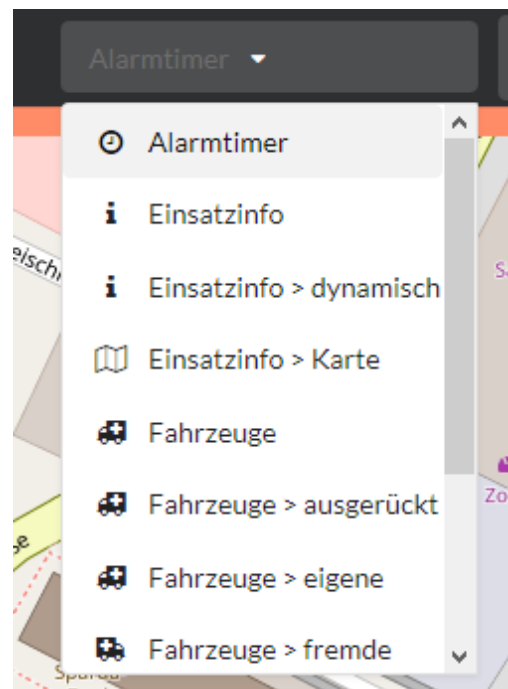 Alarmtimer
Alarmtimer
Einsatzinfo
Einsatzinfo > dynamisch
Einsatzinfo > Karte
Fahrzeuge
Fahrzeuge > ausgerückt
Fahrzeuge > eigene
Fahrzeuge > fremde